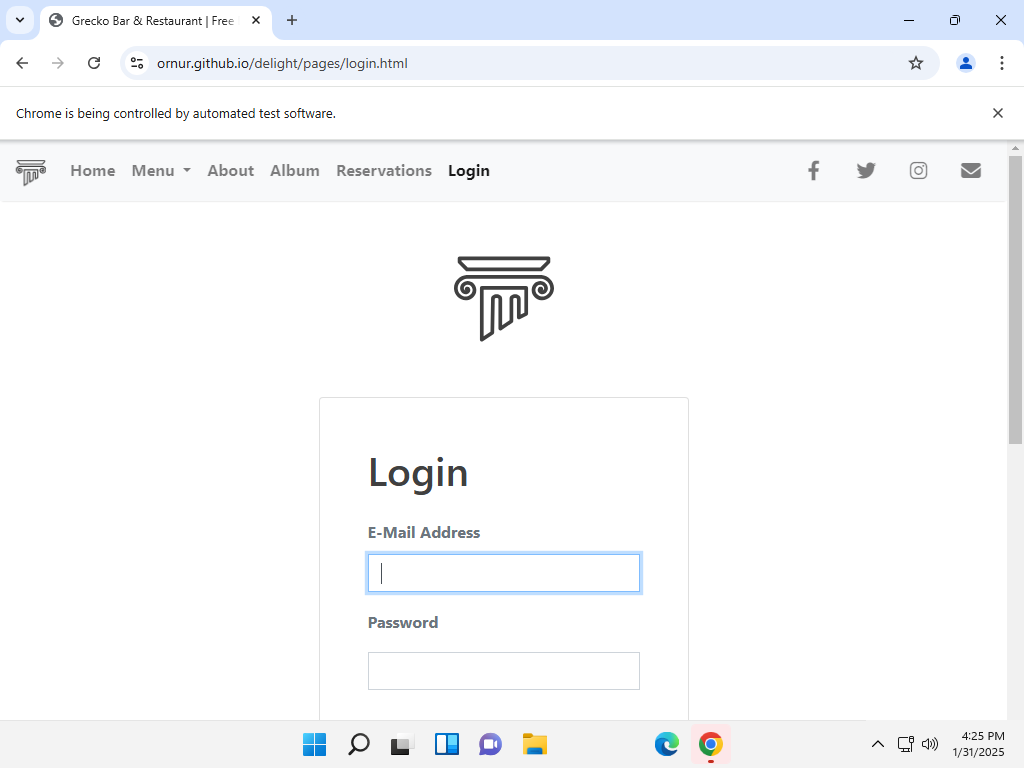 Grecko Bar & Restaurant | Free
ornur.github.io/delight/pages/login.html
Chrome is being controlled by automated test software.
Home Menu About Album Reservations Login
Login
E-Mail Address
Password
4:25 PM
1/31/2025